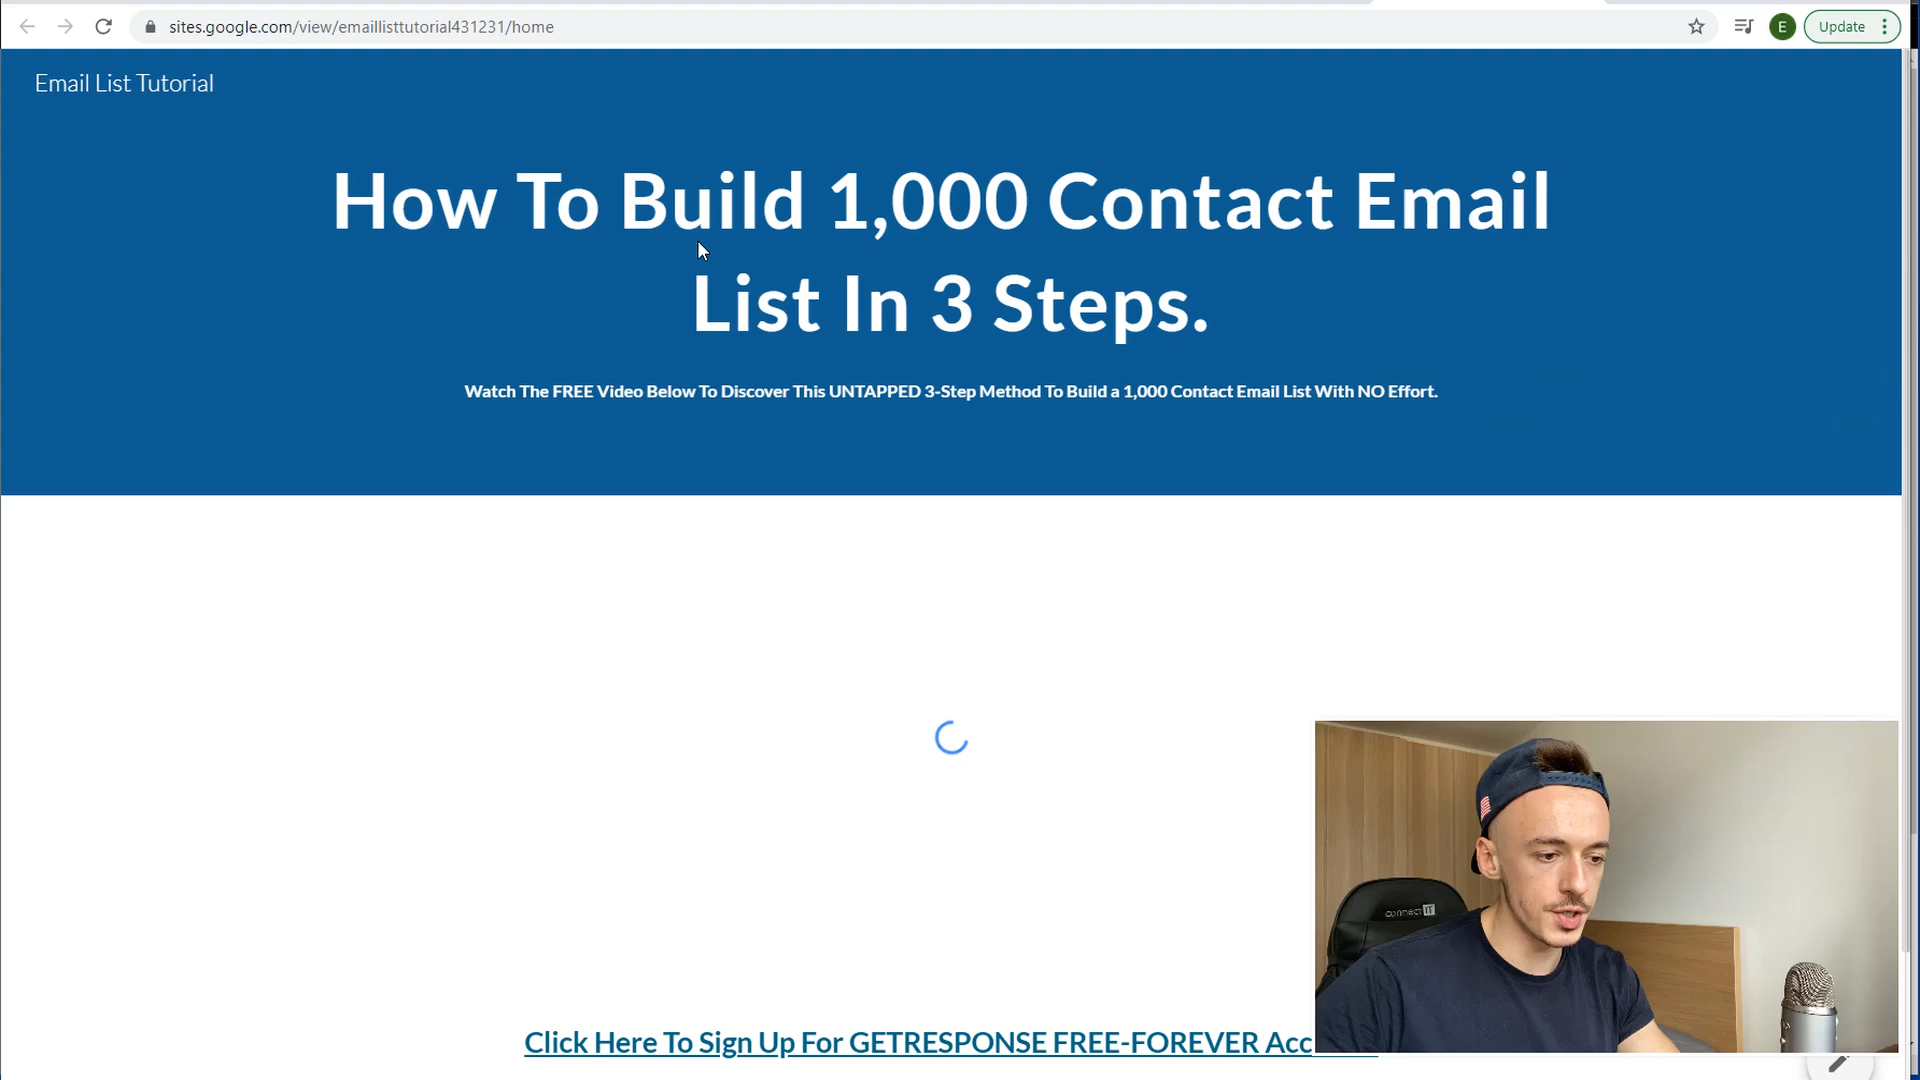 sites.google.com/view/emaillisttutorial431231/home
E
Update
Email List Tutorial
How To Build 1,000 Contact Email
List In 3 Steps.
Watch The FREE Video Below To Discover This UNTAPPED 3-Step Method To Build a 1,000 Contact Email List With NO Effort.
connect IT
Click Here To Sign Up For GETRESPONSE FREE-FOREVER Acc